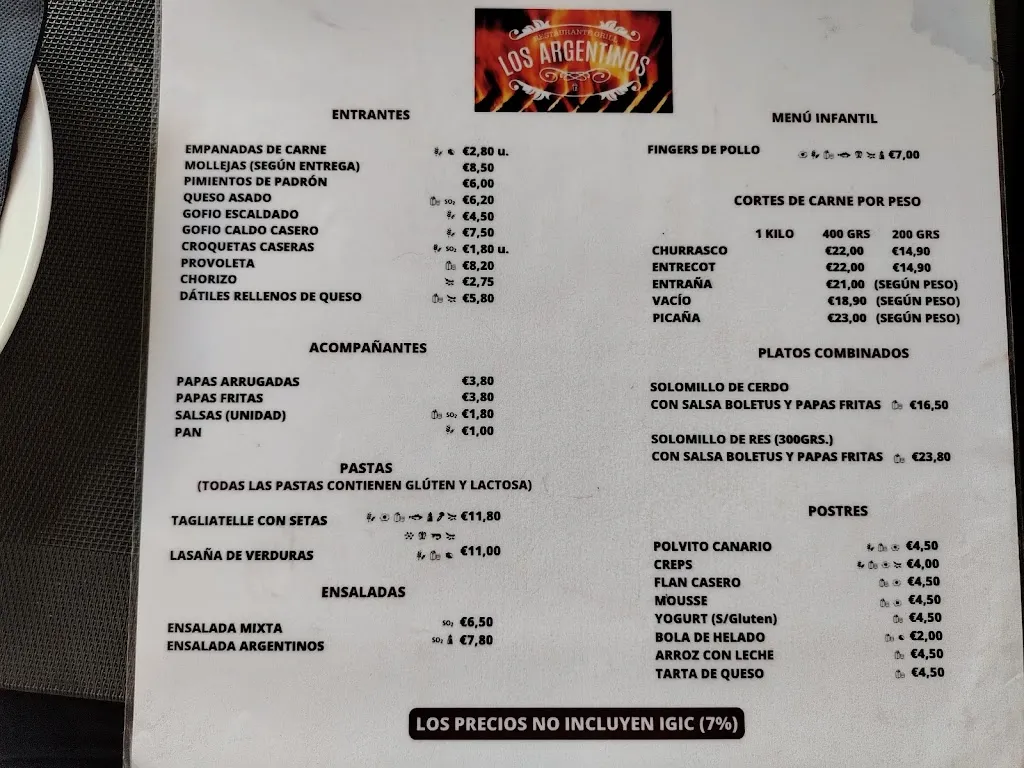 RESTAURANTE GRILL
LOS ARGENTINOS
ENTRANTES
EMPANADAS DE CARNE €2,80 u.
MOLLEJAS (SEGÚN ENTREGA) €8,50
PIMIENTOS DE PADRÓN €6,00
QUESO ASADO SO₂ €6,20
GOFIO ESCALDADO €4,50
GOFIO CALDO CASERO €7,50
CROQUETAS CASERAS SO₂ €1,80 u.
PROVOLETA €8,20
CHORIZO €2,75
DÁTILES RELLENOS DE QUESO €5,80
ACOMPAÑANTES
PAPAS ARRUGADAS €3,80
PAPAS FRITAS €3,80
SALSAS (UNIDAD) SO₂ €1,80
PAN €1,00
PASTAS
(TODAS LAS PASTAS CONTIENEN GLÚTEN Y LACTOSA)
TAGLIATELLE CON SETAS €11,80
LASAÑA DE VERDURAS €11,00
ENSALADAS
ENSALADA MIXTA SO₂ €6,50
ENSALADA ARGENTINOS SO₂ €7,80
MENÚ INFANTIL
FINGERS DE POLLO €7,00
CORTES DE CARNE POR PESO
1 KILO 400 GRS 200 GRS
CHURRASCO €22,00 €14,90
ENTRECOT €22,00 €14,90
ENTRAÑA €21,00 (SEGÚN PESO)
VACÍO €18,90 (SEGÚN PESO)
PICAÑA €23,00 (SEGÚN PESO)
PLATOS COMBINADOS
SOLOMILLO DE CERDO
CON SALSA BOLETUS Y PAPAS FRITAS €16,50
SOLOMILLO DE RES (300GRS.)
CON SALSA BOLETUS Y PAPAS FRITAS €23,80
POSTRES
POLVITO CANARIO €4,50
CREPS €4,00
FLAN CASERO €4,50
MOUSSE €4,50
YOGURT (S/Gluten) €4,50
BOLA DE HELADO €2,00
ARROZ CON LECHE €4,50
TARTA DE QUESO €4,50
LOS PRECIOS NO INCLUYEN IGIC (7%)